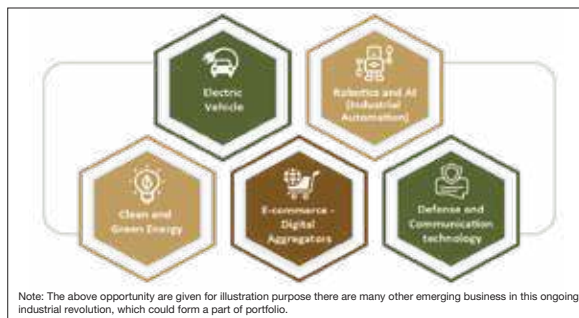 Electric
Vehicle
Robotics and AI
(Industrial
Automation)
Clean and
Green Energy
E-commerce -
Digital
Aggregators
Defense and
Communication
technology
Note: The above opportunity are given for illustration purpose there are many other emerging business in this ongoing
industrial revolution, which could form a part of portfolio.